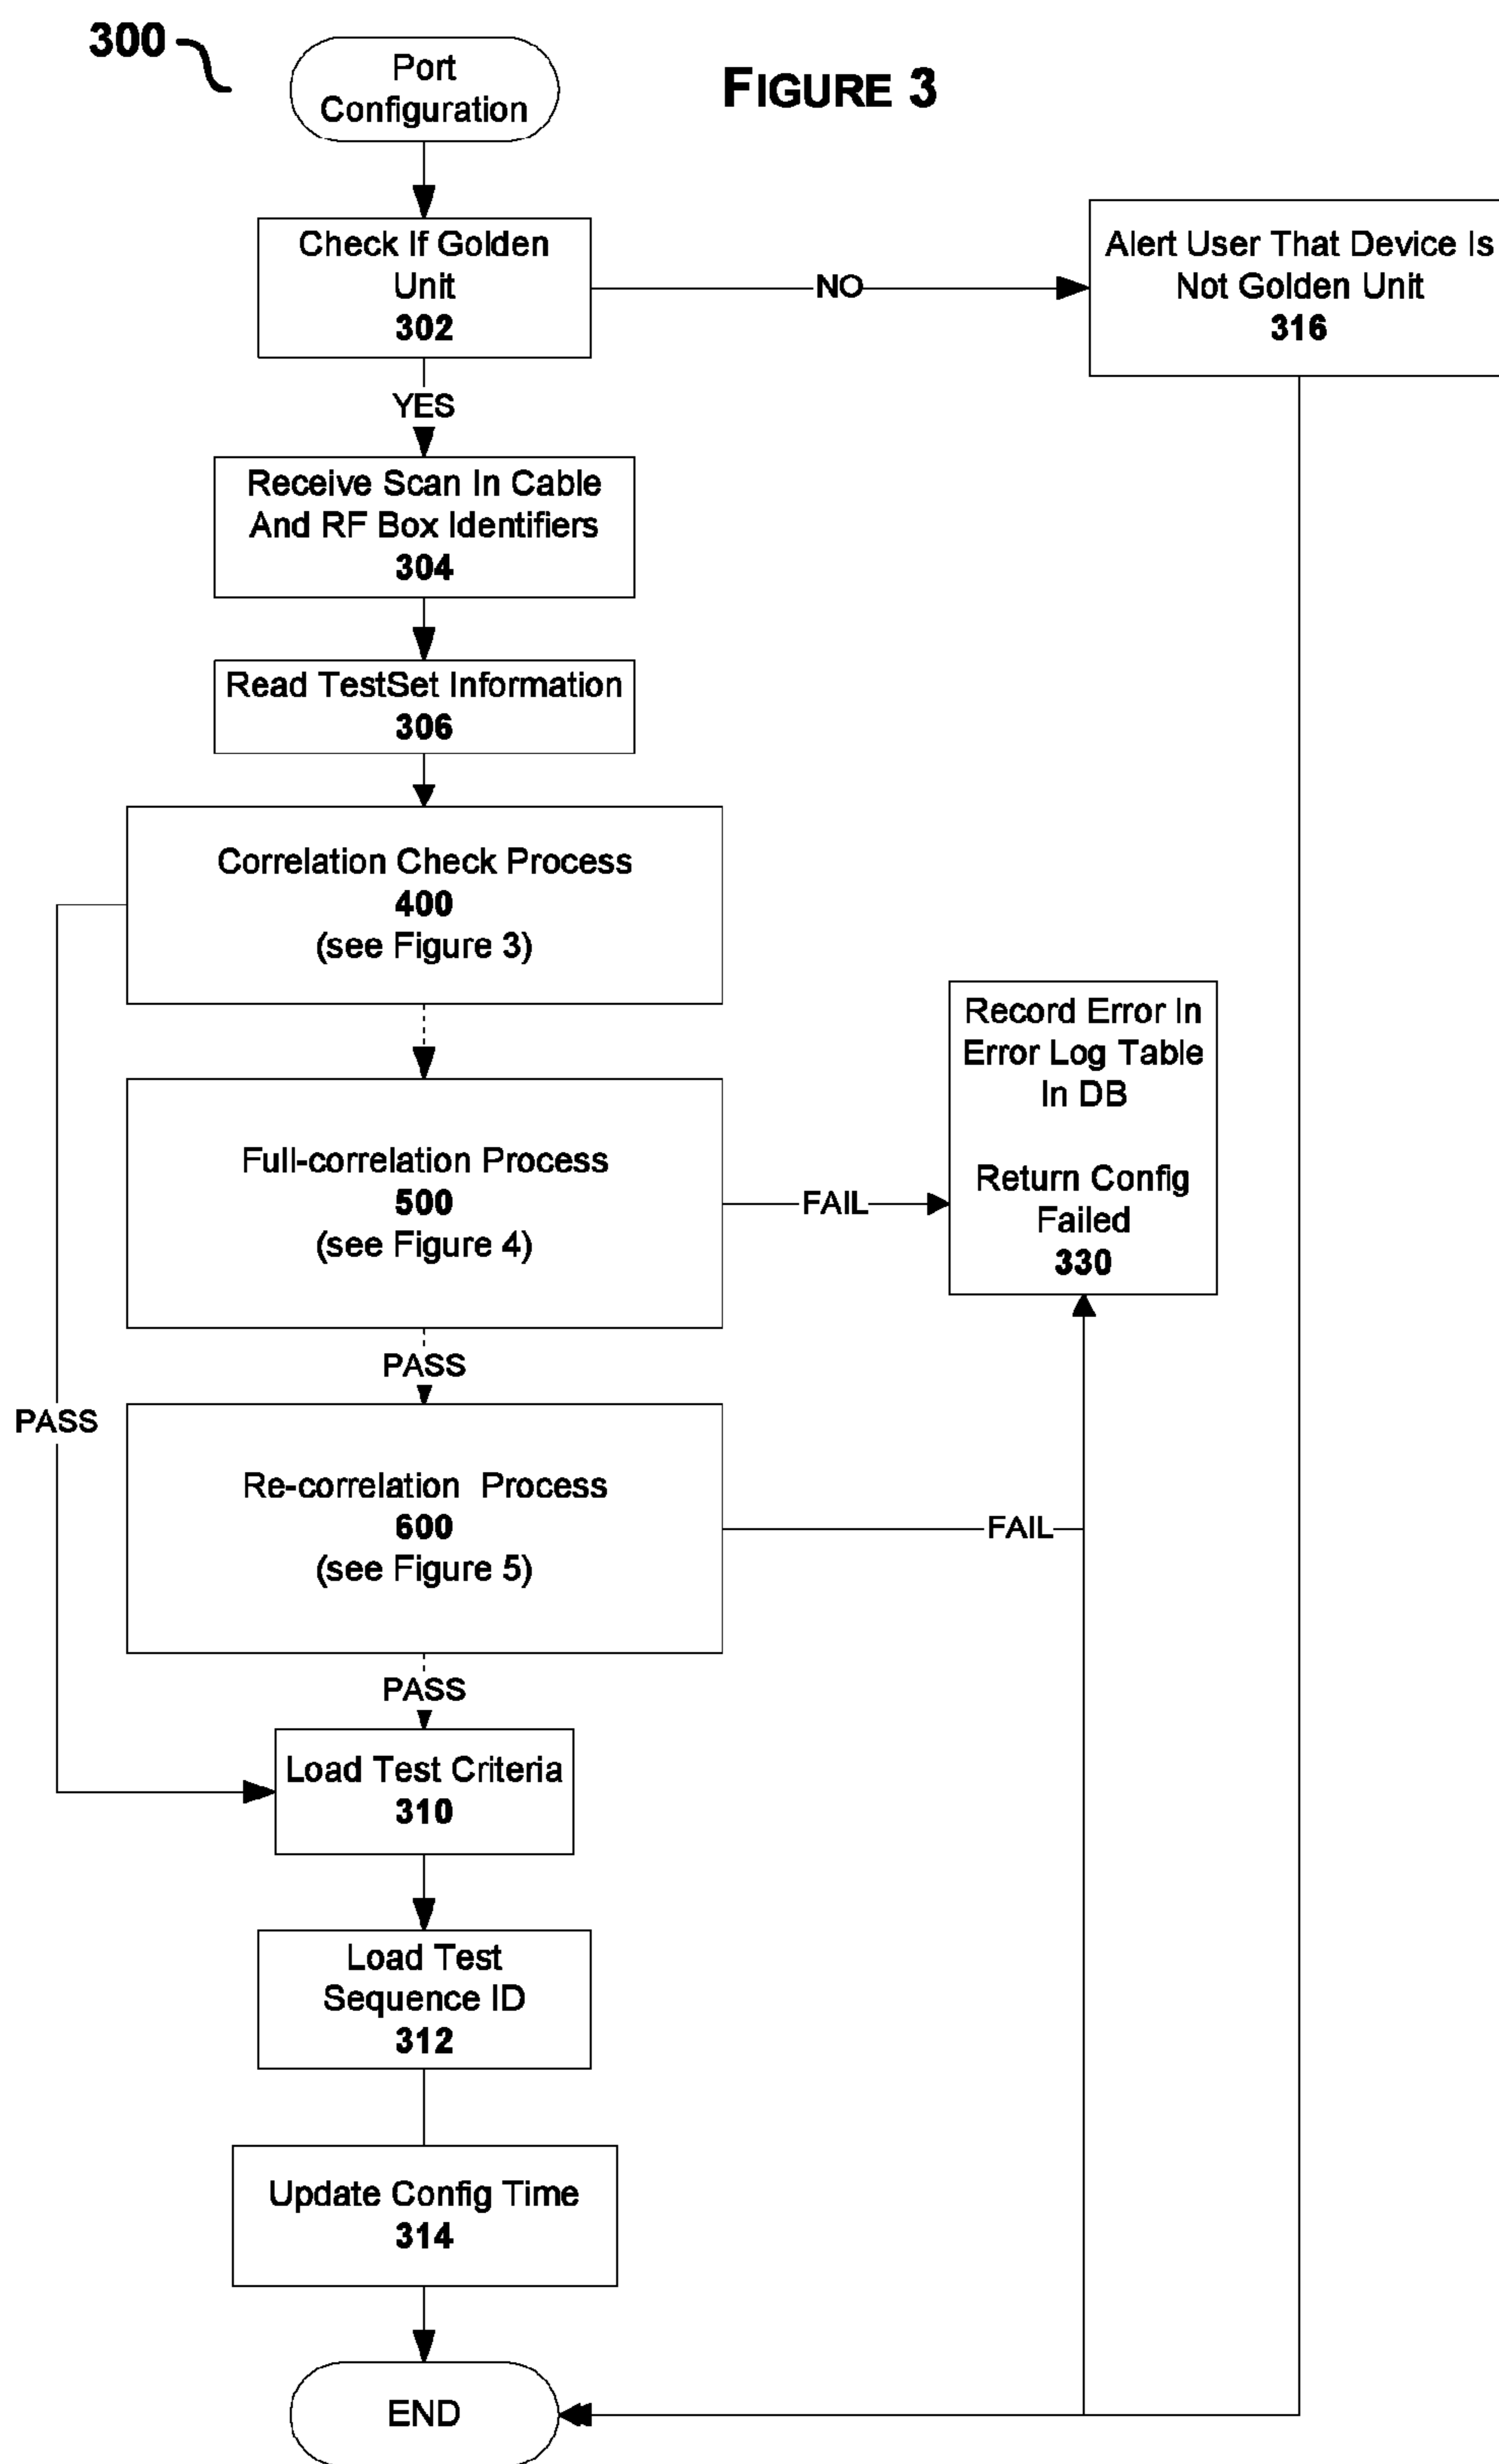 300
FIGURE 3
Port
Configuration
Check If Golden
Unit
302
NO
Alert User That Device Is
Not Golden Unit
316
YES
Receive Scan In Cable
And RF Box Identifiers
304
Read TestSet Information
306
Correlation Check Process
400
(see Figure 3)
Full-correlation Process
500
(see Figure 4)
FAIL
Record Error In
Error Log Table
In DB
Return Config
Failed
330
PASS
PASS
Re-correlation Process
600
(see Figure 5)
FAIL
PASS
Load Test Criteria
310
Load Test
Sequence ID
312
Update Config Time
314
END